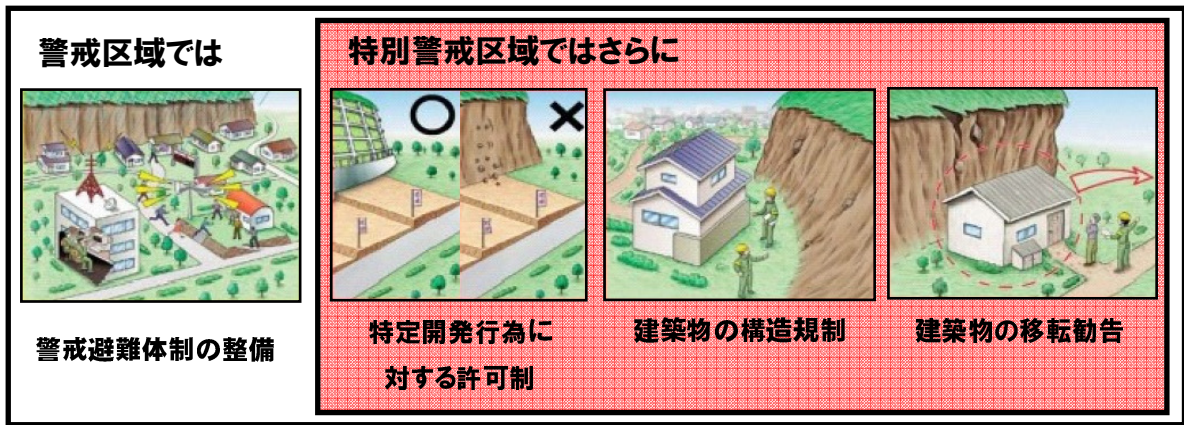 警戒区域では
特別警戒区域ではさらに
警戒避難体制の整備
特定開発行為に
対する許可制
建築物の構造規制
建築物の移転勧告